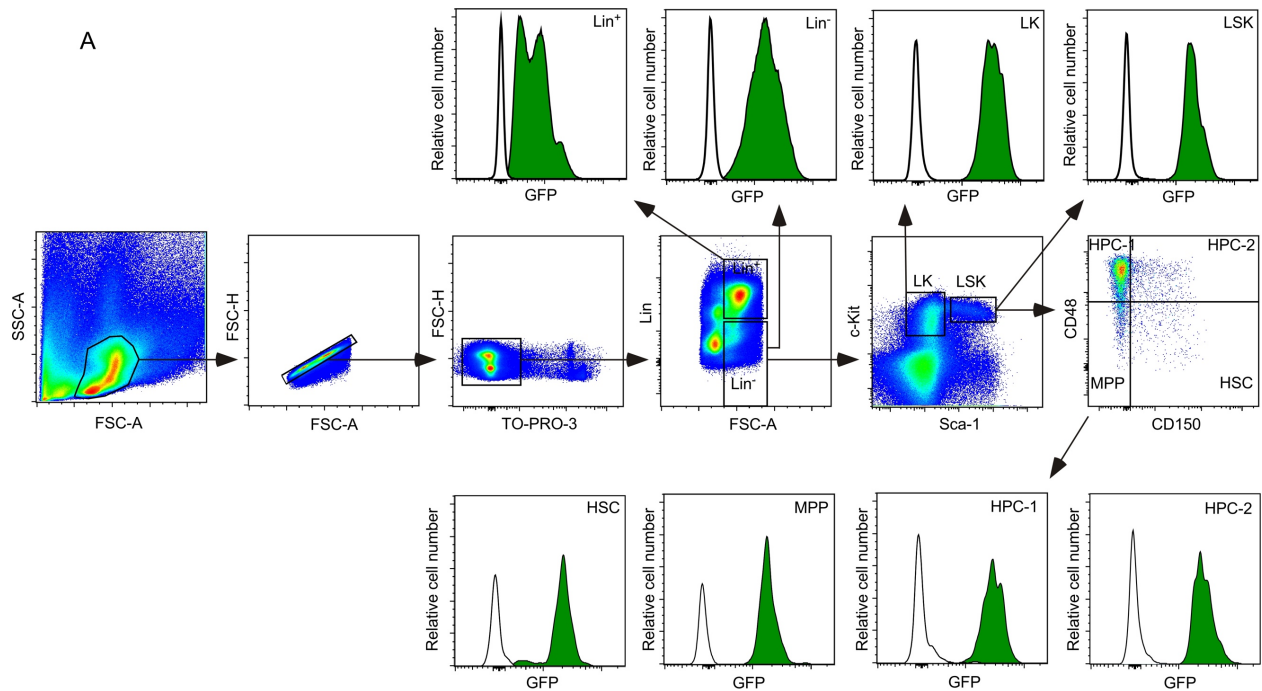 A
Relative cell number
Lin⁺
GFP
Relative cell number
Lin⁻
GFP
Relative cell number
LK
GFP
Relative cell number
LSK
GFP
SSC-A
FSC-A
FSC-H
FSC-A
FSC-H
TO-PRO-3
Lin
Lin⁺
Lin⁻
FSC-A
c-Kit
LK
LSK
Sca-1
CD48
HPC-1
HPC-2
MPP
HSC
CD150
Relative cell number
HSC
GFP
Relative cell number
MPP
GFP
Relative cell number
HPC-1
GFP
Relative cell number
HPC-2
GFP